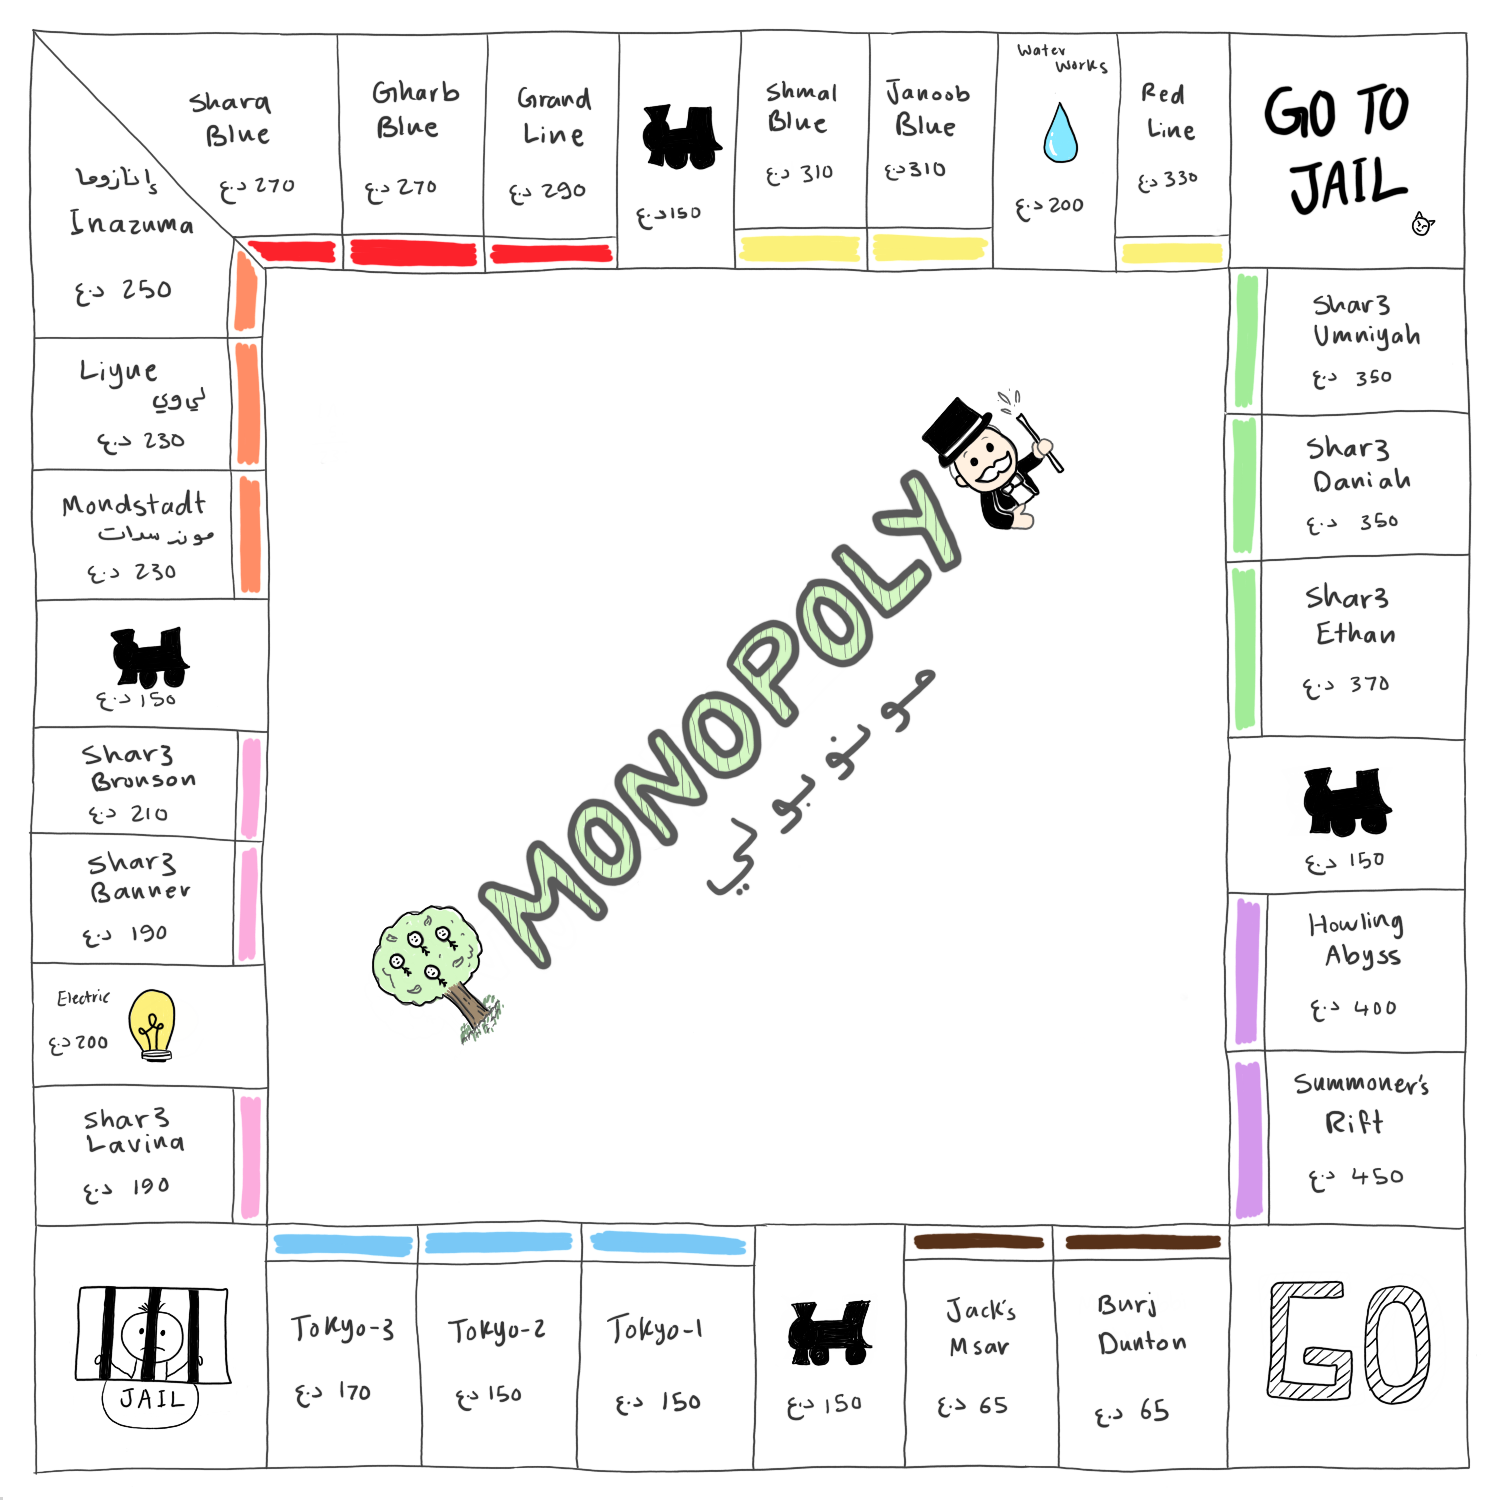 Sharq
Blue
د.ع 270
Gharb
Blue
د.ع 270
Grand
Line
د.ع 290
د.ع 150
Shmal
Blue
د.ع 310
Janoob
Blue
د.ع 310
Water
Works
د.ع 200
Red
Line
د.ع 330
GO TO
JAIL
Shar3
Umniyah
د.ع 350
Shar3
Daniah
د.ع 350
Shar3
Ethan
د.ع 370
د.ع 150
Howling
Abyss
د.ع 400
Summoner's
Rift
د.ع 450
GO
Burj
Dunton
د.ع 65
Jack's
Msar
د.ع 65
د.ع 150
Tokyo-1
د.ع 150
Tokyo-2
د.ع 150
Tokyo-3
د.ع 170
JAIL
Shar3
Lavina
د.ع 190
Electric
د.ع 200
Shar3
Banner
د.ع 190
Shar3
Bronson
د.ع 210
د.ع 150
Mondstadt
موندسدات
د.ع 230
Liyue
لي وي
د.ع 230
إنازوما
Inazuma
د.ع 250
MONOPOLY
مونوبولي